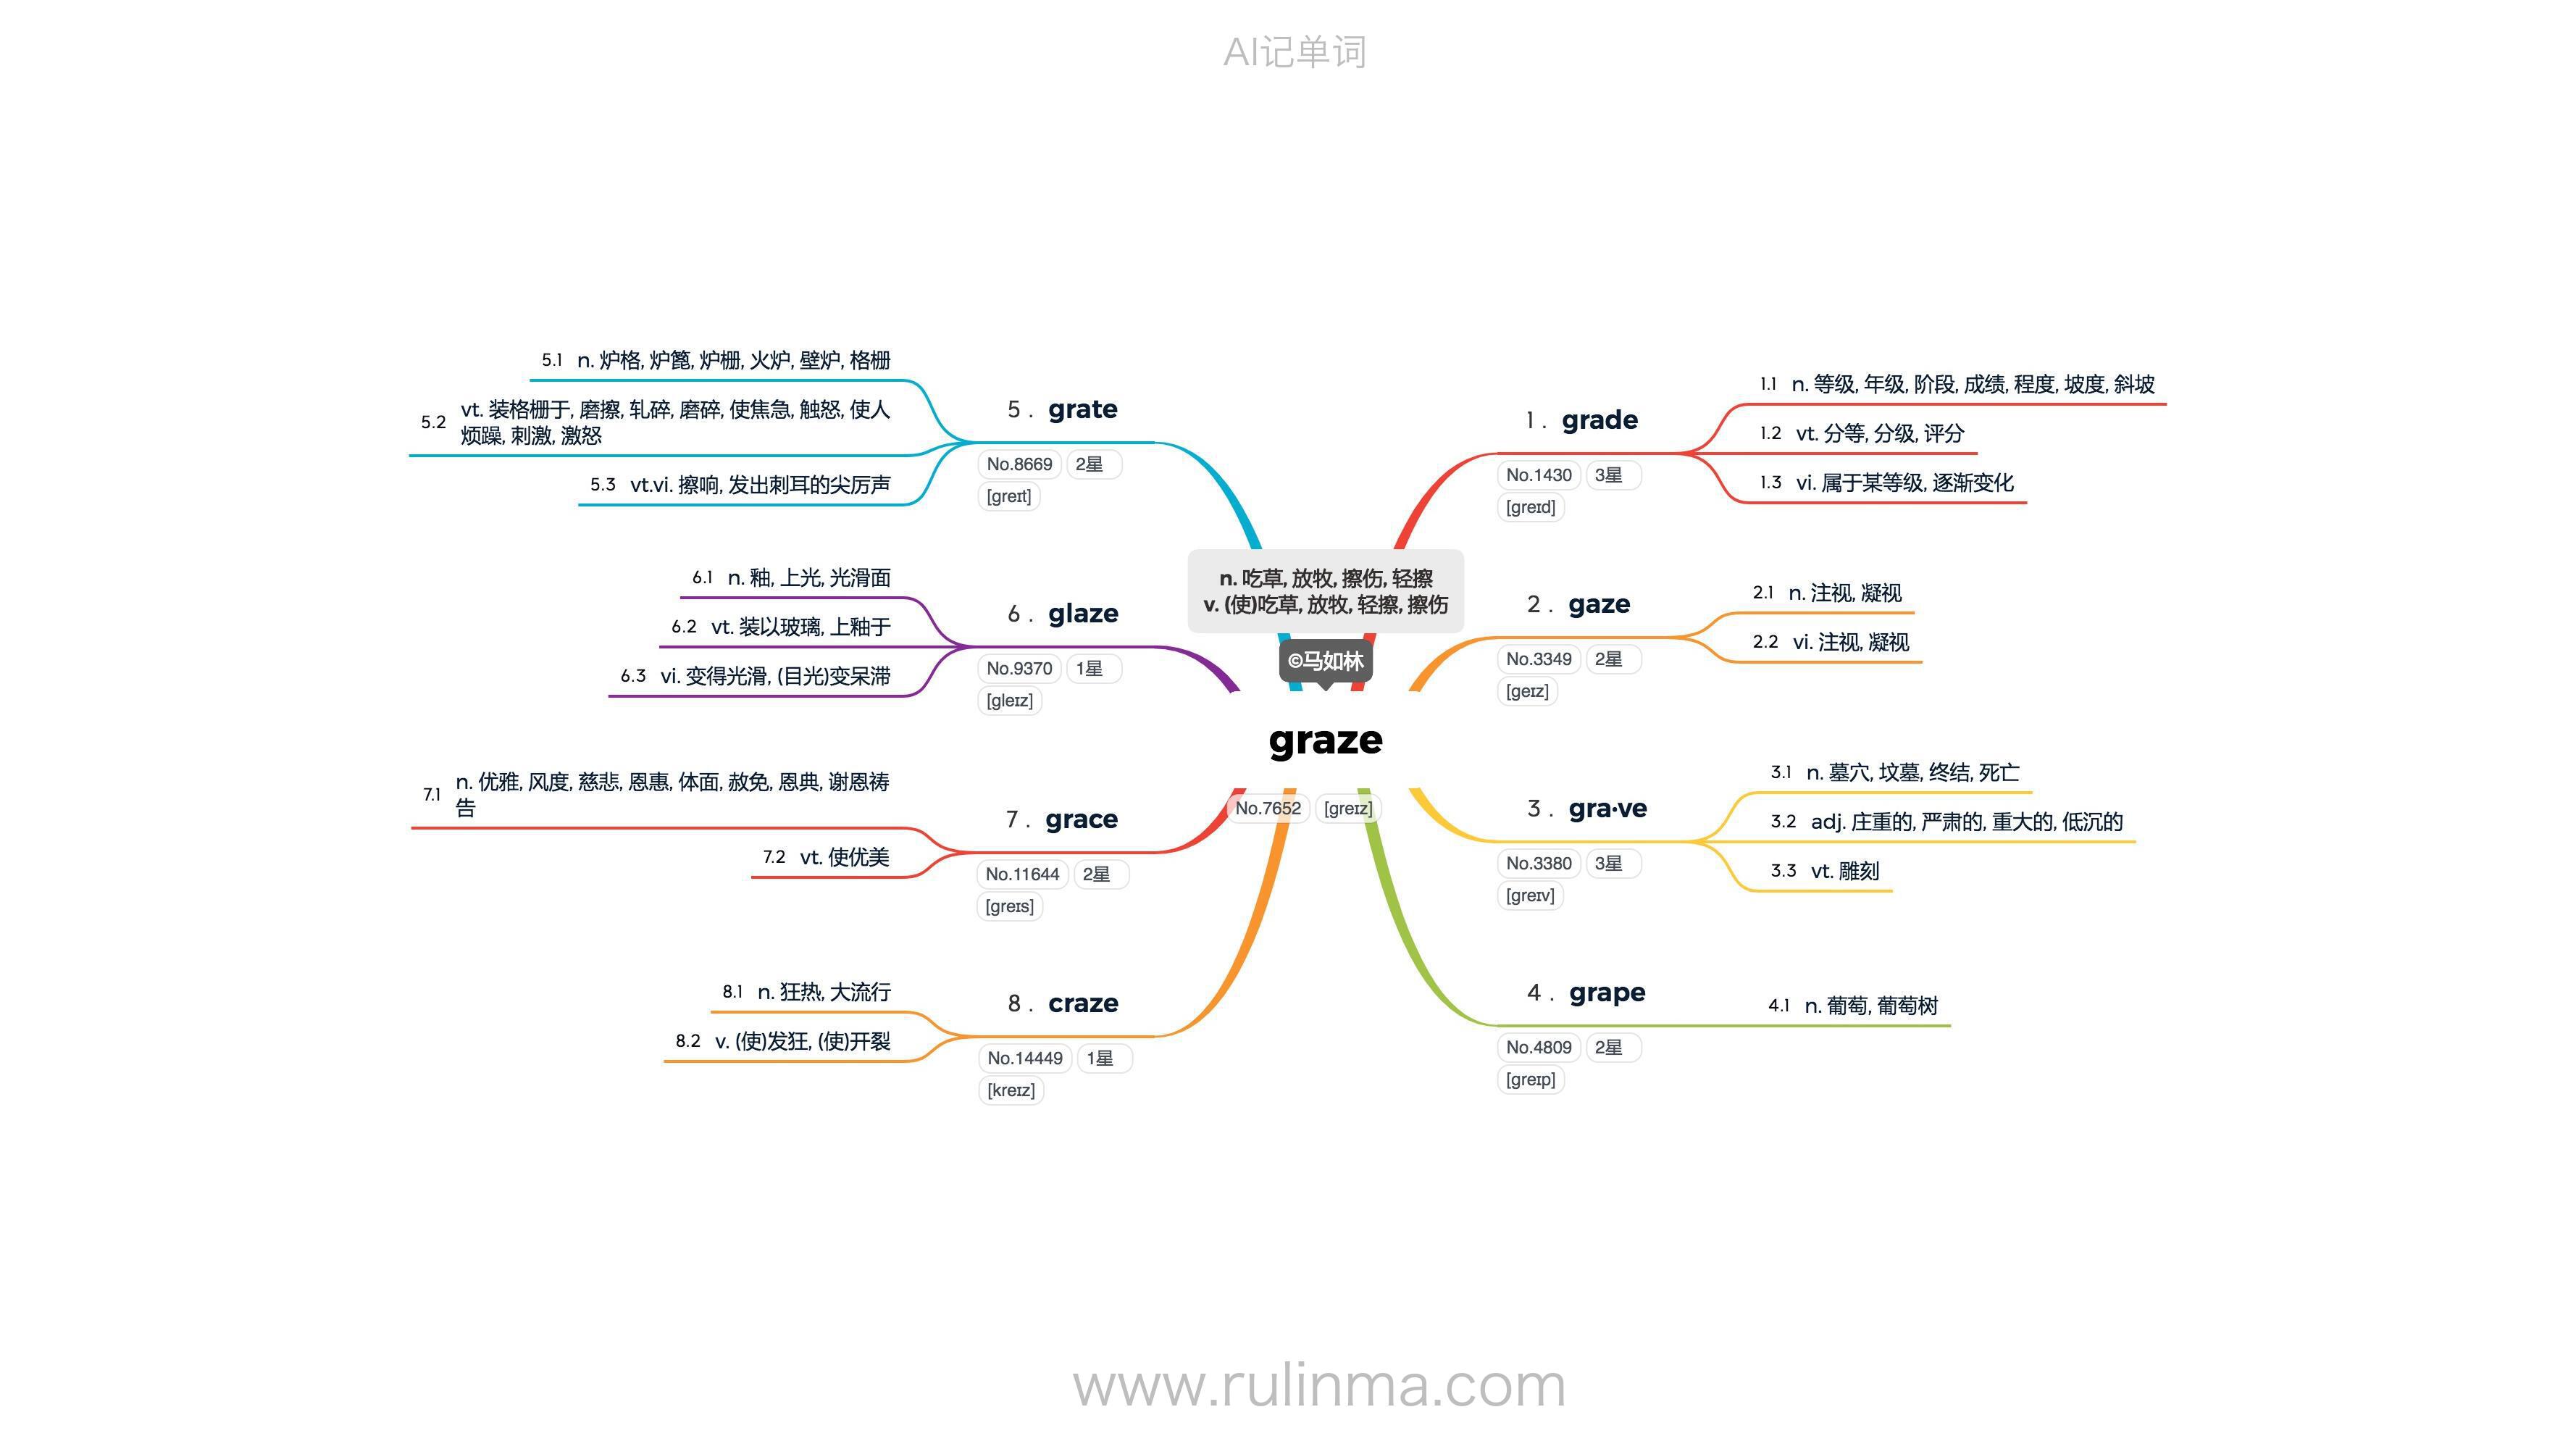 AI记单词
n. 吃草, 放牧, 擦伤, 轻擦
v. (使)吃草, 放牧, 轻擦, 擦伤
©马如林
graze
No.7652 [greɪz]
1 . grade
No.1430 3星
[greɪd]
1.1 n. 等级, 年级, 阶段, 成绩, 程度, 坡度, 斜坡
1.2 vt. 分等, 分级, 评分
1.3 vi. 属于某等级, 逐渐变化
2 . gaze
No.3349 2星
[geɪz]
2.1 n. 注视, 凝视
2.2 vi. 注视, 凝视
3 . gra·ve
No.3380 3星
[greɪv]
3.1 n. 墓穴, 坟墓, 终结, 死亡
3.2 adj. 庄重的, 严肃的, 重大的, 低沉的
3.3 vt. 雕刻
4 . grape
No.4809 2星
[greɪp]
4.1 n. 葡萄, 葡萄树
5 . grate
No.8669 2星
[greɪt]
5.1 n. 炉格, 炉篦, 炉栅, 火炉, 壁炉, 格栅
5.2 vt. 装格栅于, 磨擦, 轧碎, 磨碎, 使焦急, 触怒, 使人
烦躁, 刺激, 激怒
5.3 vt.vi. 擦响, 发出刺耳的尖厉声
6 . glaze
No.9370 1星
[gleɪz]
6.1 n. 釉, 上光, 光滑面
6.2 vt. 装以玻璃, 上釉于
6.3 vi. 变得光滑, (目光)变呆滞
7 . grace
No.11644 2星
[greɪs]
7.1 n. 优雅, 风度, 慈悲, 恩惠, 体面, 赦免, 恩典, 谢恩祷
告
7.2 vt. 使优美
8 . craze
No.14449 1星
[kreɪz]
8.1 n. 狂热, 大流行
8.2 v. (使)发狂, (使)开裂
www.rulinma.com